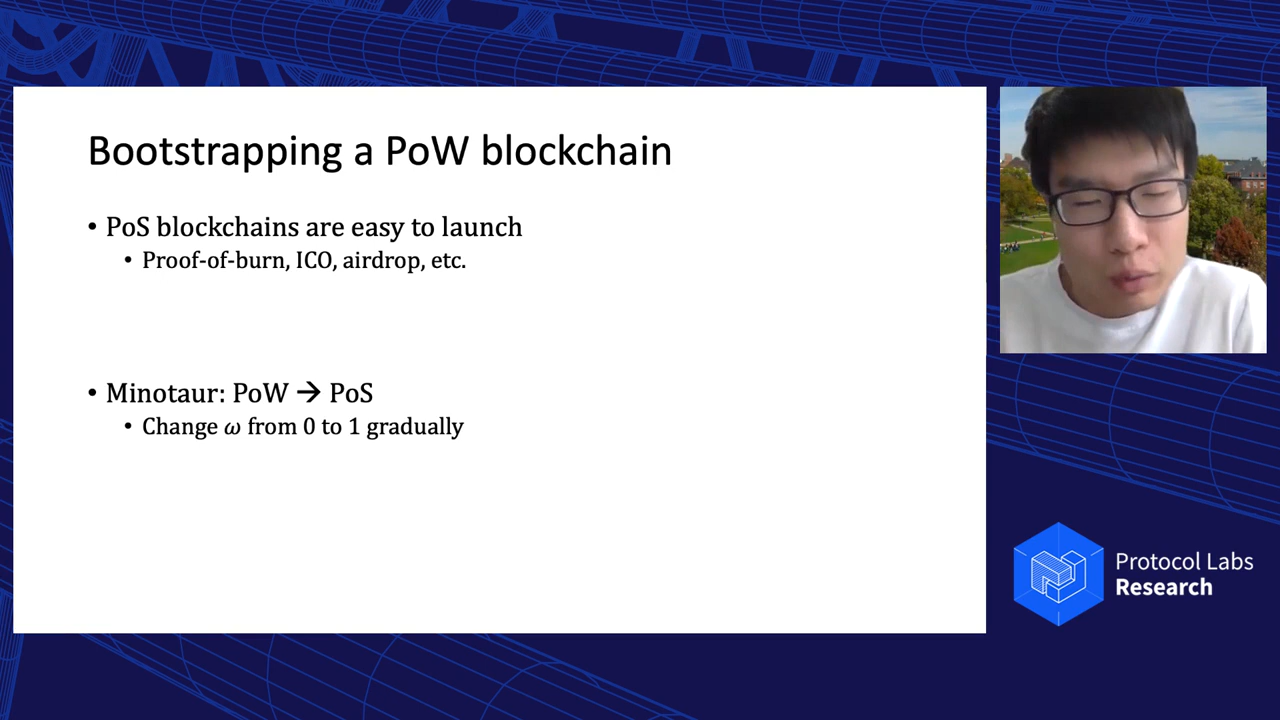 Bootstrapping a PoW blockchain
• PoS blockchains are easy to launch
• Proof-of-burn, ICO, airdrop, etc.
• Minotaur: PoW → PoS
• Change ω from 0 to 1 gradually
Protocol Labs
Research